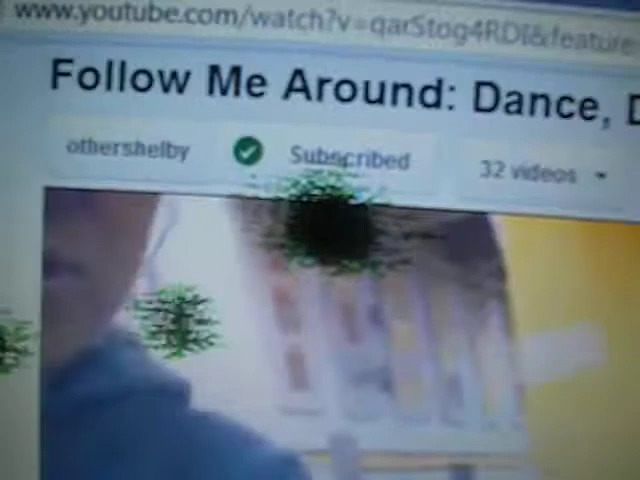 www.youtube.com/watch?v=qarStog4RDI&feature
Follow Me Around: Dance, D
othershelby Subscribed 32 videos